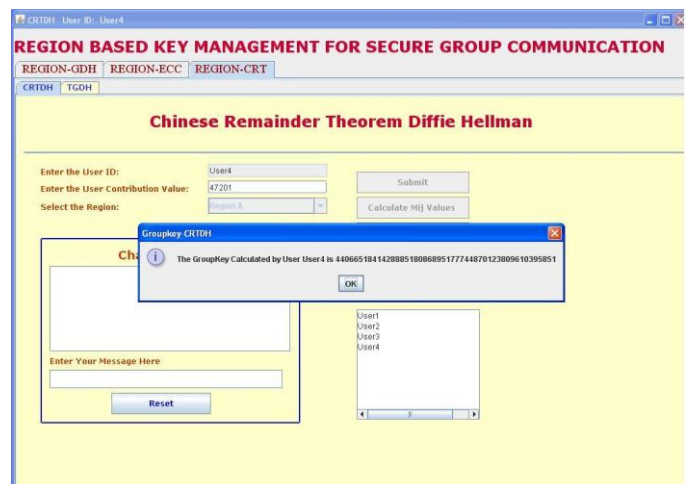 CRTDH User ID: User4
REGION BASED KEY MANAGEMENT FOR SECURE GROUP COMMUNICATION
REGION-GDH REGION-ECC REGION-CRT
CRTDH TGDH
Chinese Remainder Theorem Diffie Hellman
Enter the User ID: User4
Enter the User Contribution Value: 47201
Select the Region: Region A
Submit
Calculate Mij Values
Groupkey-CRTDH
Cha
The GroupKey Calculated by User User4 is 44066518414288851808689517774487012380961039585​1
OK
User1
User2
User3
User4
Enter Your Message Here
Reset